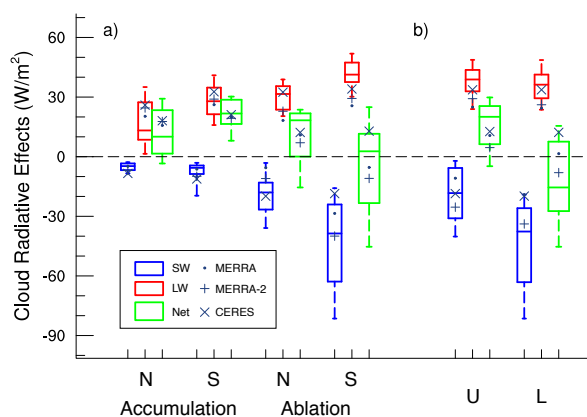 a)
b)
Cloud Radiative Effects (W/m²)
60
30
0
-30
-60
-90
SW
LW
Net
MERRA
MERRA-2
CERES
N S N S
U L
Accumulation Ablation